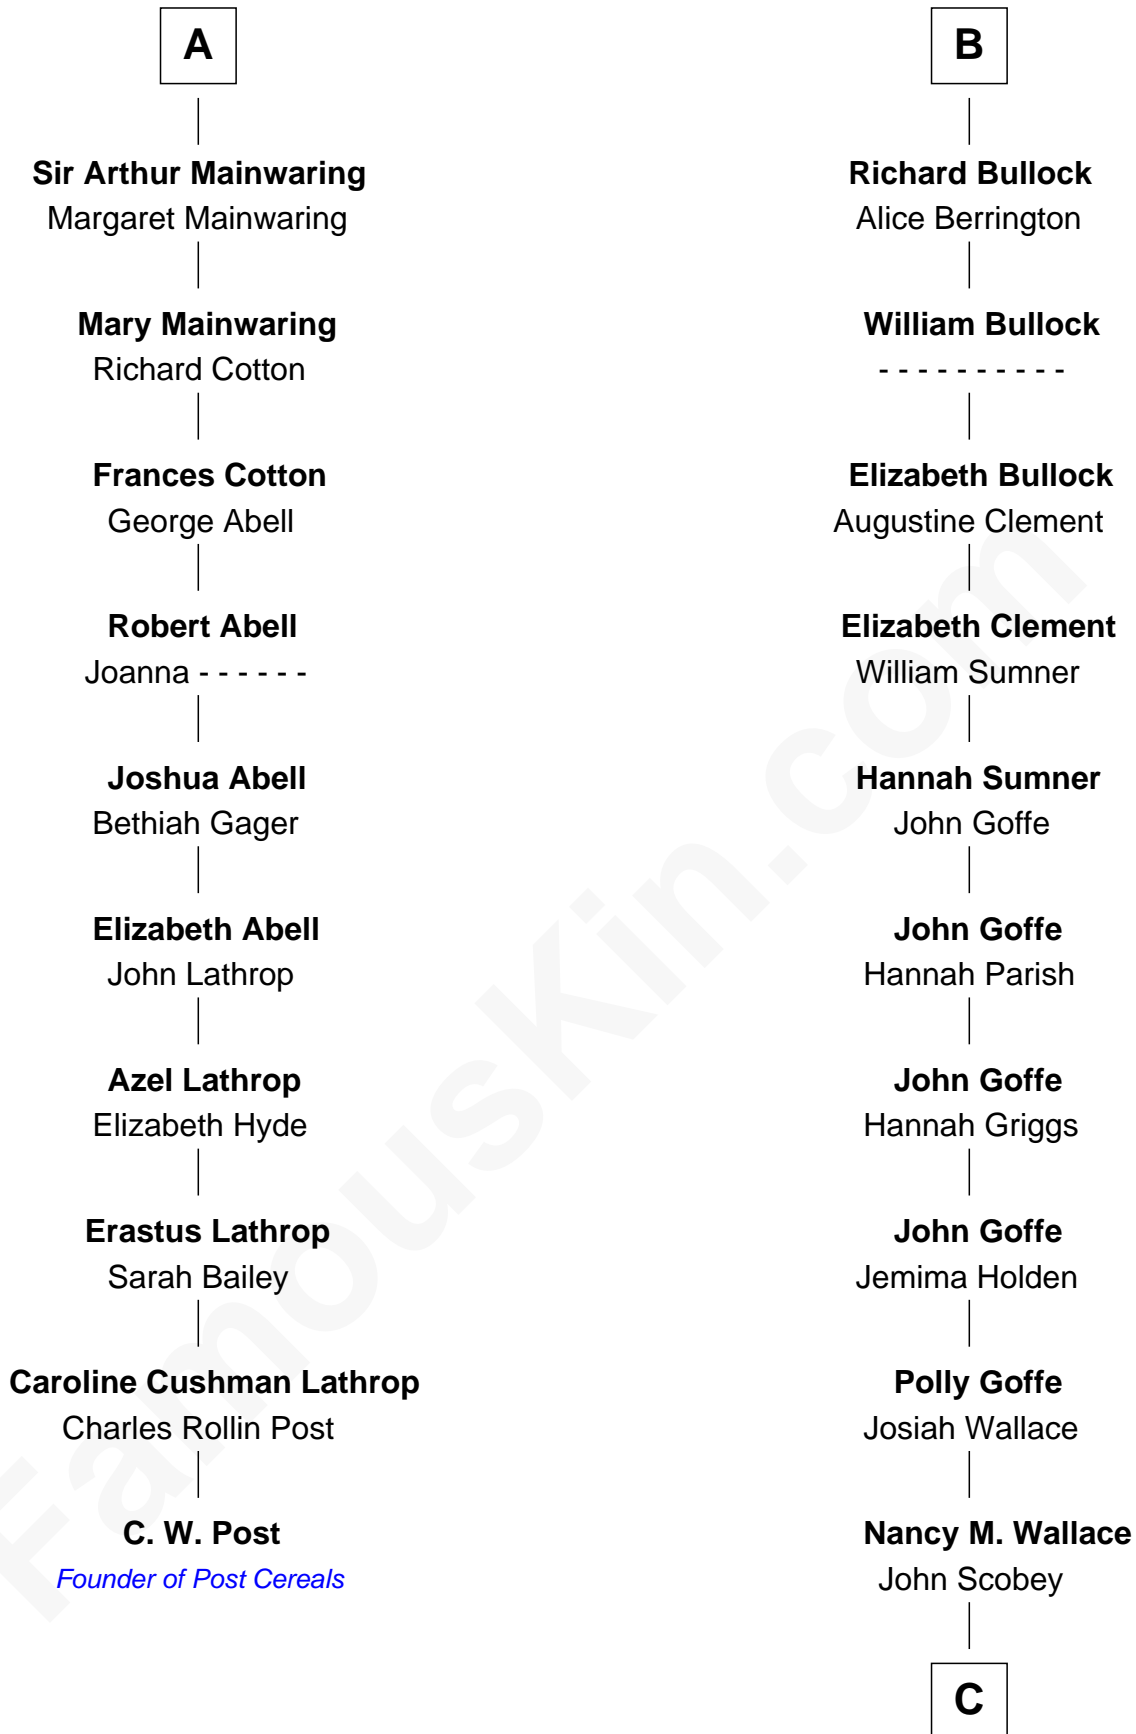 A
Sir Arthur Mainwaring
Margaret Mainwaring
Mary Mainwaring
Richard Cotton
Frances Cotton
George Abell
Robert Abell
Joanna - - - - - -
Joshua Abell
Bethiah Gager
Elizabeth Abell
John Lathrop
Azel Lathrop
Elizabeth Hyde
Erastus Lathrop
Sarah Bailey
Caroline Cushman Lathrop
Charles Rollin Post
C. W. Post
Founder of Post Cereals
B
Richard Bullock
Alice Berrington
William Bullock
- - - - - - - - - -
Elizabeth Bullock
Augustine Clement
Elizabeth Clement
William Sumner
Hannah Sumner
John Goffe
John Goffe
Hannah Parish
John Goffe
Hannah Griggs
John Goffe
Jemima Holden
Polly Goffe
Josiah Wallace
Nancy M. Wallace
John Scobey
C
FamousKin.com